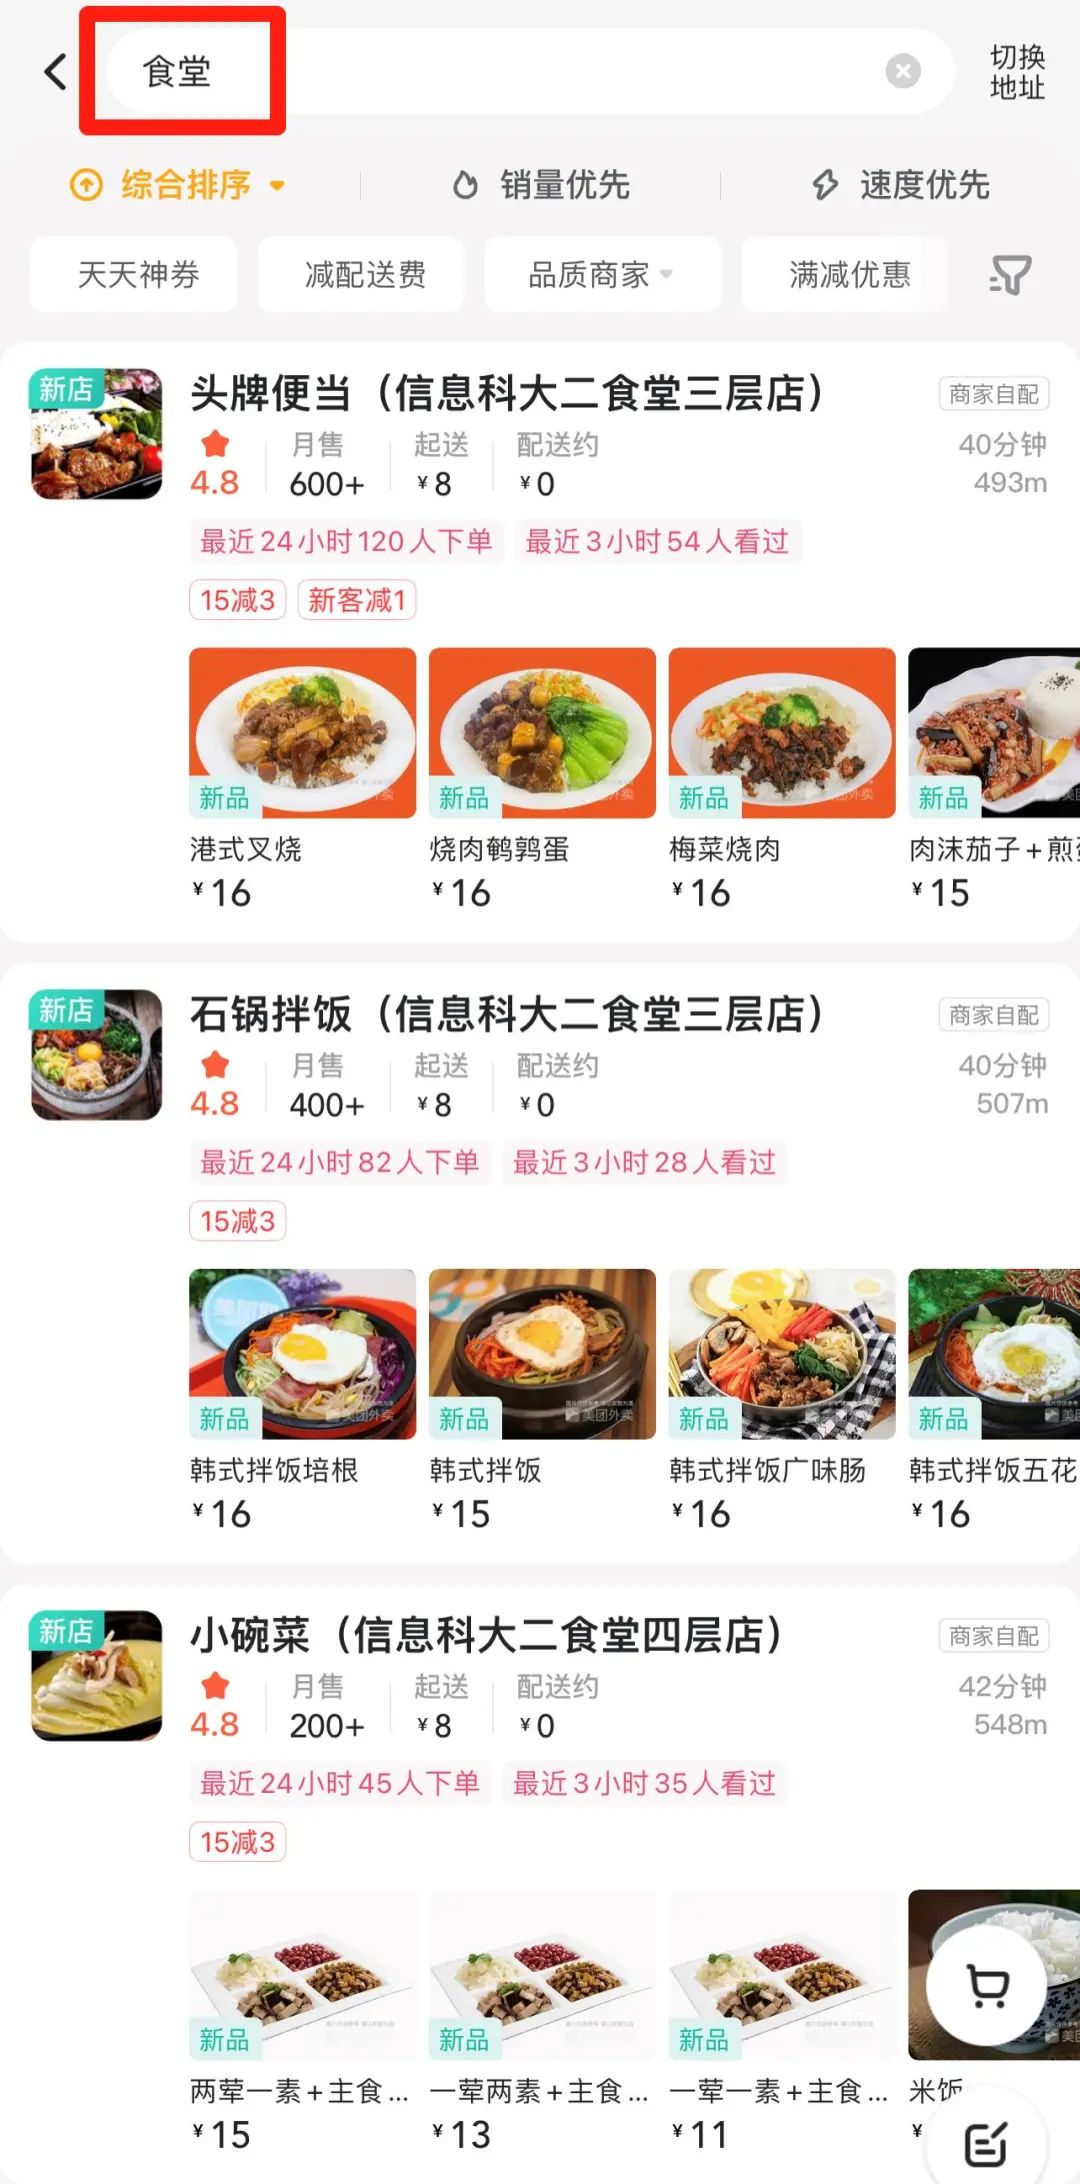 食堂
切换
地址
综合排序
销量优先
速度优先
天天神券
减配送费
品质商家
满减优惠
新店
头牌便当（信息科大二食堂三层店）
商家自配
4.8
月售
600+
起送
¥8
配送约
¥0
40分钟
493m
最近24小时120人下单
最近3小时54人看过
15减3
新客减1
新品
新品
新品
新品
港式叉烧
烧肉鹌鹑蛋
梅菜烧肉
肉沫茄子+煎
¥16
¥16
¥16
¥15
新店
石锅拌饭（信息科大二食堂三层店）
商家自配
4.8
月售
400+
起送
¥8
配送约
¥0
40分钟
507m
最近24小时82人下单
最近3小时28人看过
15减3
新品
新品
美团外卖
新品
新品
韩式拌饭培根
韩式拌饭
韩式拌饭广味肠
韩式拌饭五花
¥16
¥15
¥16
¥16
新店
小碗菜（信息科大二食堂四层店）
商家自配
4.8
月售
200+
起送
¥8
配送约
¥0
42分钟
548m
最近24小时45人下单
最近3小时35人看过
15减3
新品
新品
新品
两荤一素+主食...
一荤两素+主食...
一荤一素+主食...
米饭
¥15
¥13
¥11
¥